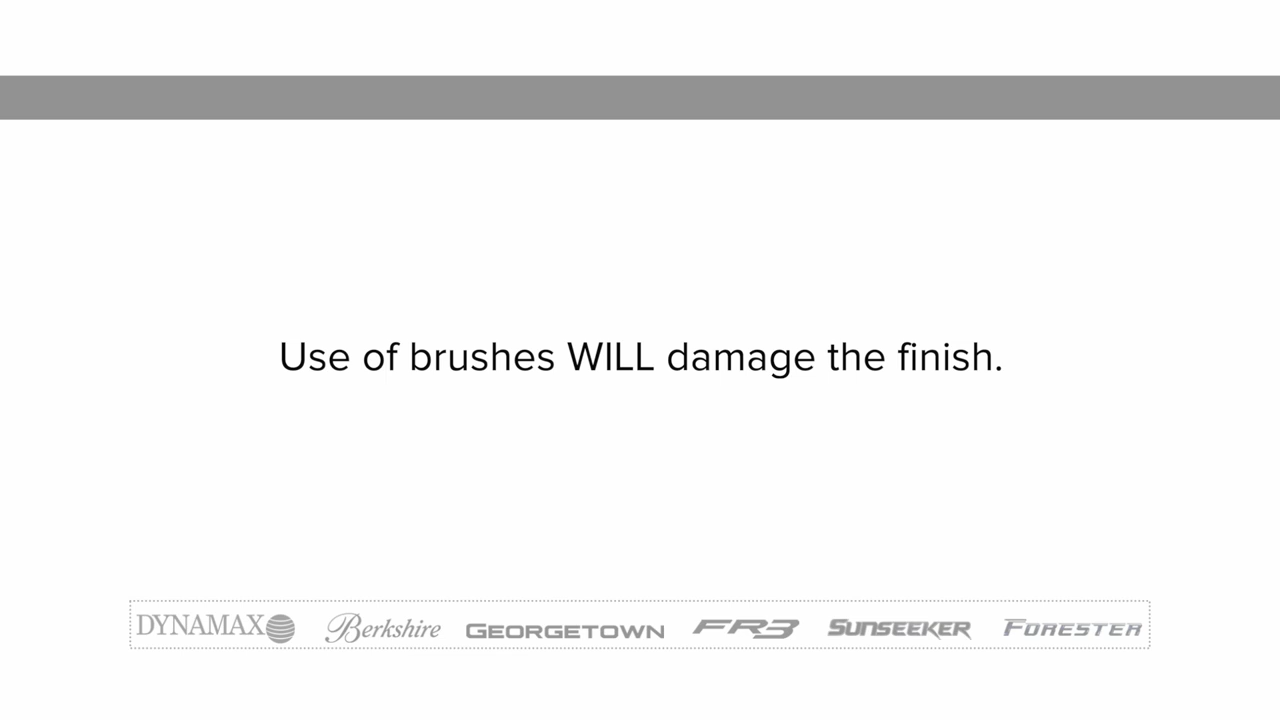 Use of brushes WILL damage the finish.
DYNAMAX Berkshire GEORGETOWN FR3 SUNSEEKER FORESTER